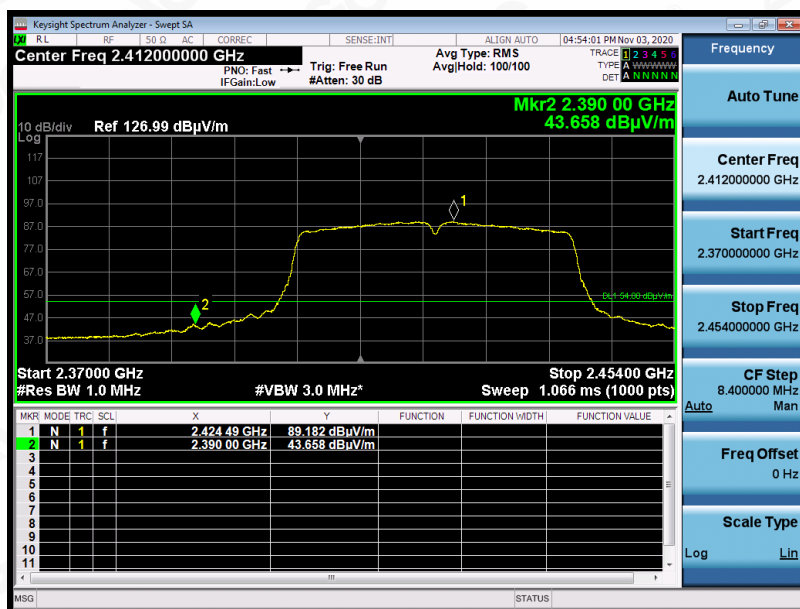 Keysight Spectrum Analyzer - Swept SA
LXI RL RF 50 Ω AC CORREC SENSE:INT ALIGN AUTO 04:54:01 PM Nov 03, 2020
Center Freq 2.412000000 GHz
PNO: Fast
IFGain:Low
Trig: Free Run
#Atten: 30 dB
Avg Type: RMS
Avg|Hold: 100/100
TRACE 1 2 3 4 5 6
TYPE A WWWWW
DET A N N N N N
Mkr2 2.390 00 GHz
43.658 dBµV/m
10 dB/div Ref 126.99 dBµV/m
Log
117
107
97.0
87.0
77.0
67.0
57.0
47.0
37.0
1
2
DL1 54.00 dBµV/m
Start 2.37000 GHz Stop 2.45400 GHz
#Res BW 1.0 MHz #VBW 3.0 MHz* Sweep 1.066 ms (1000 pts)
MKR MODE TRC SCL X Y FUNCTION FUNCTION WIDTH FUNCTION VALUE
1 N 1 f 2.424 49 GHz 89.182 dBµV/m
2 N 1 f 2.390 00 GHz 43.658 dBµV/m
3
4
5
6
7
8
9
10
11
MSG STATUS
Frequency
Auto Tune
Center Freq
2.412000000 GHz
Start Freq
2.370000000 GHz
Stop Freq
2.454000000 GHz
CF Step
8.400000 MHz
Auto Man
Freq Offset
0 Hz
Scale Type
Log Lin